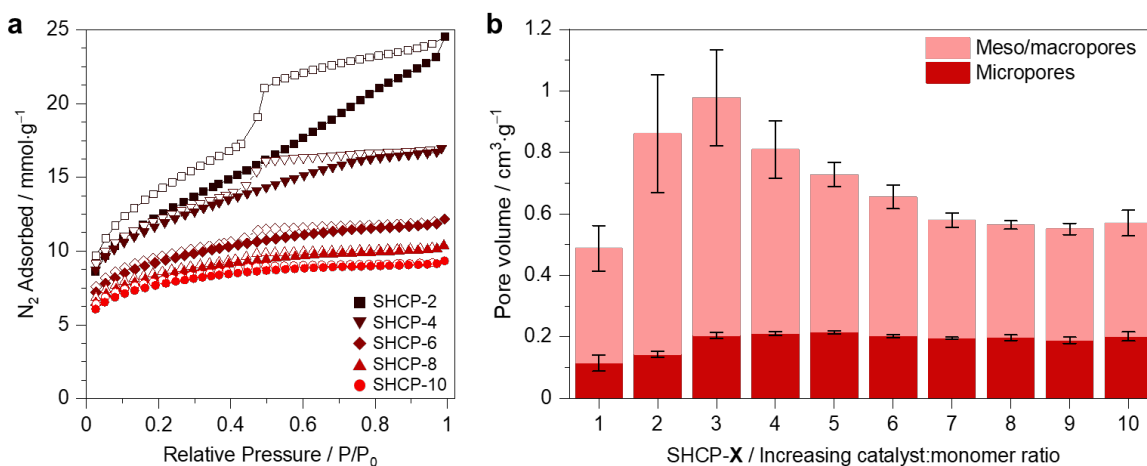 a
N₂ Adsorbed / mmol·g⁻¹
25
20
15
10
5
0
SHCP-2
SHCP-4
SHCP-6
SHCP-8
SHCP-10
0 0.2 0.4 0.6 0.8 1
Relative Pressure / P/P₀
b
Pore volume / cm³·g⁻¹
1.2
1
0.8
0.6
0.4
0.2
0
Meso/macropores
Micropores
1 2 3 4 5 6 7 8 9 10
SHCP-X / Increasing catalyst:monomer ratio